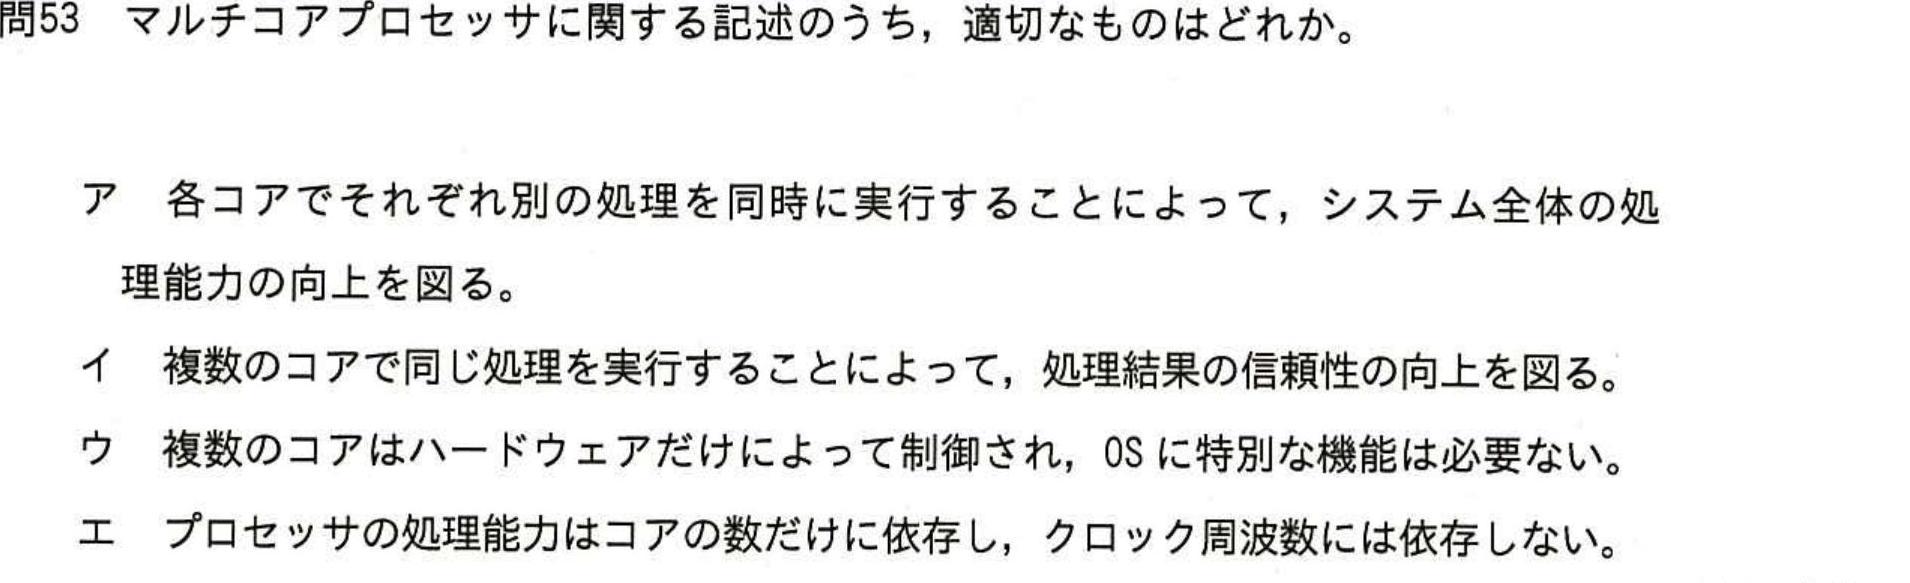 問53 マルチコアプロセッサに関する記述のうち，適切なものはどれか。
ア 各コアでそれぞれ別の処理を同時に実行することによって，システム全体の処
理能力の向上を図る。
イ 複数のコアで同じ処理を実行することによって，処理結果の信頼性の向上を図る。
ウ 複数のコアはハードウェアだけによって制御され，OS に特別な機能は必要ない。
エ プロセッサの処理能力はコアの数だけに依存し，クロック周波数には依存しない。